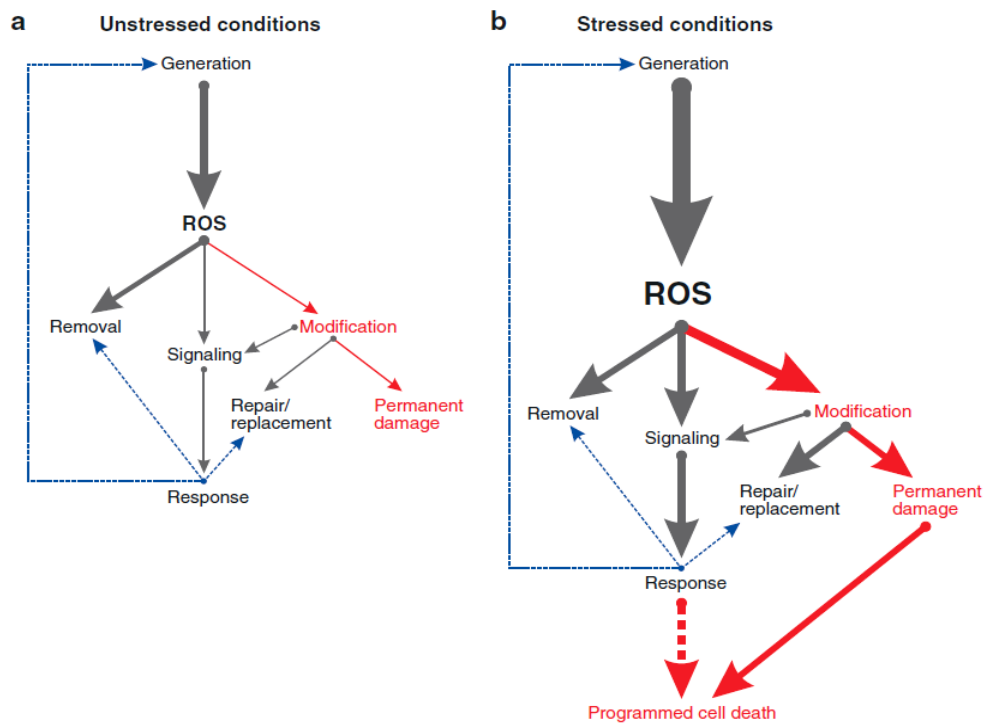 a
Unstressed conditions
Generation
ROS
Removal
Modification
Signaling
Repair/
replacement
Permanent
damage
Response
b
Stressed conditions
Generation
ROS
Removal
Modification
Signaling
Repair/
replacement
Permanent
damage
Response
Programmed cell death